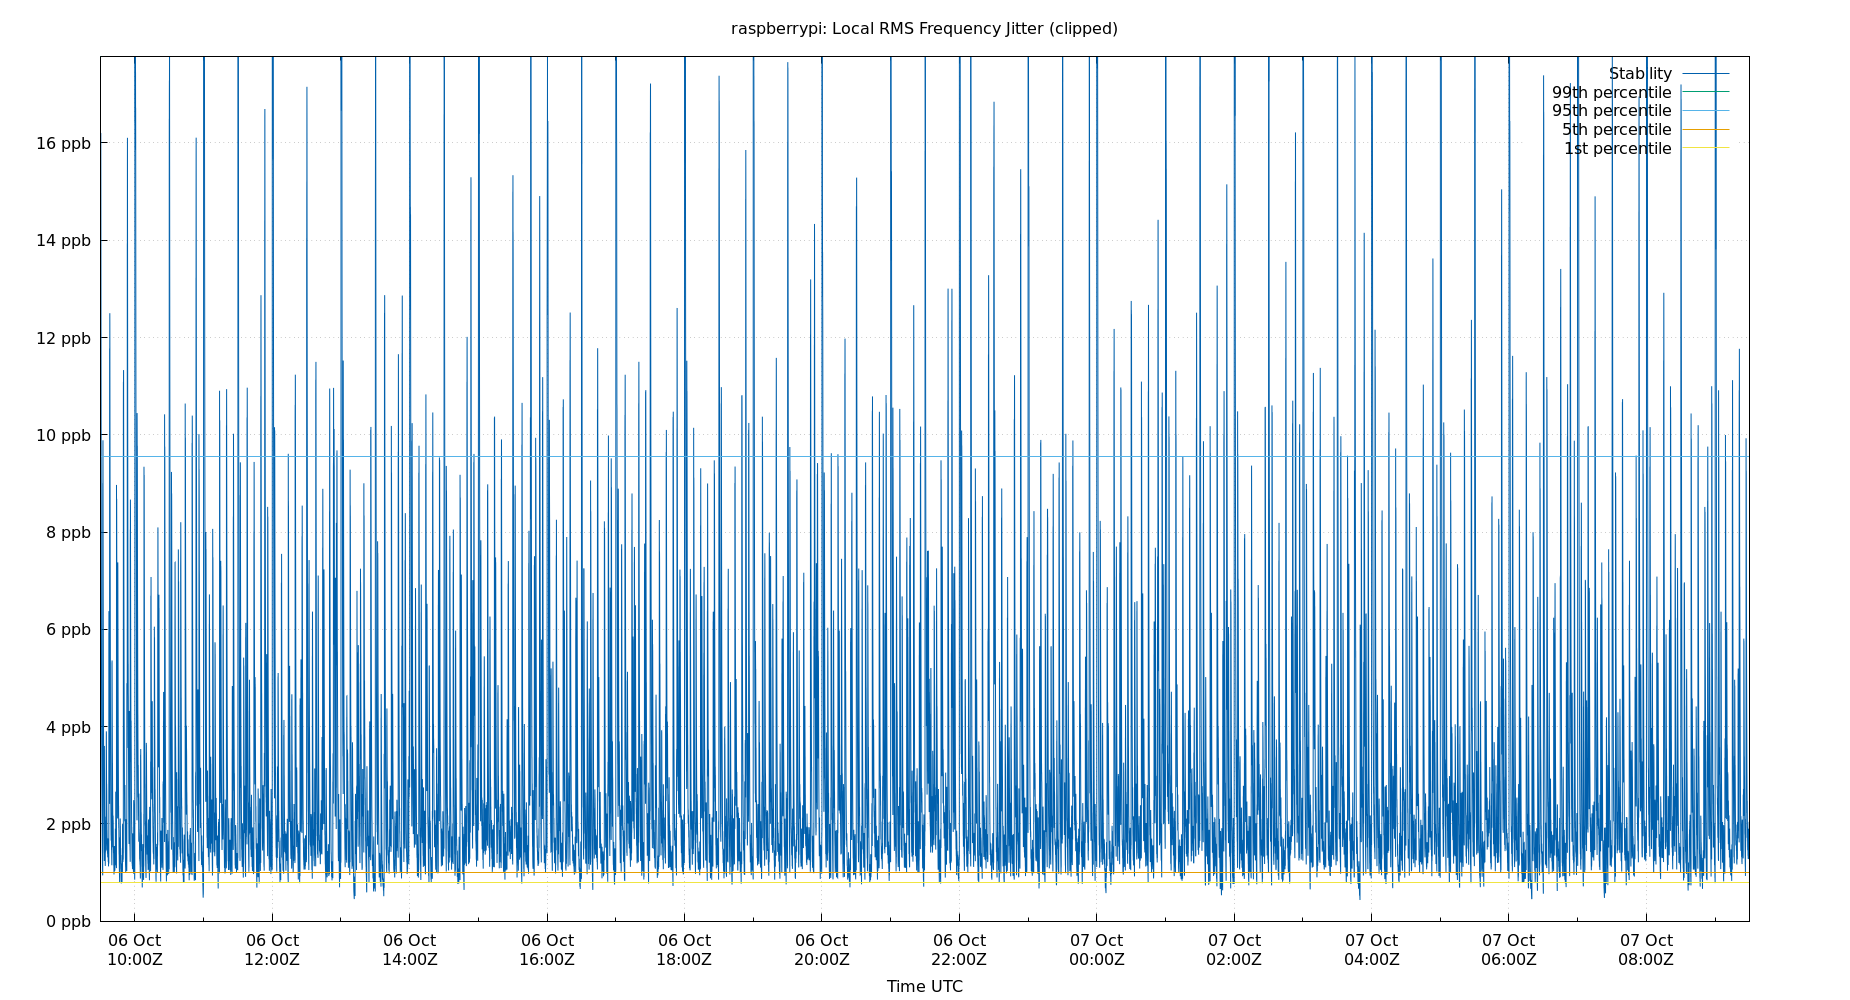 raspberrypi: Local RMS Frequency Jitter (clipped)
Stability
99th percentile
95th percentile
5th percentile
1st percentile
16 ppb
14 ppb
12 ppb
10 ppb
8 ppb
6 ppb
4 ppb
2 ppb
0 ppb
06 Oct 06 Oct 06 Oct 06 Oct 06 Oct 06 Oct 06 Oct 07 Oct 07 Oct 07 Oct 07 Oct 07 Oct
10:00Z 12:00Z 14:00Z 16:00Z 18:00Z 20:00Z 22:00Z 00:00Z 02:00Z 04:00Z 06:00Z 08:00Z
Time UTC